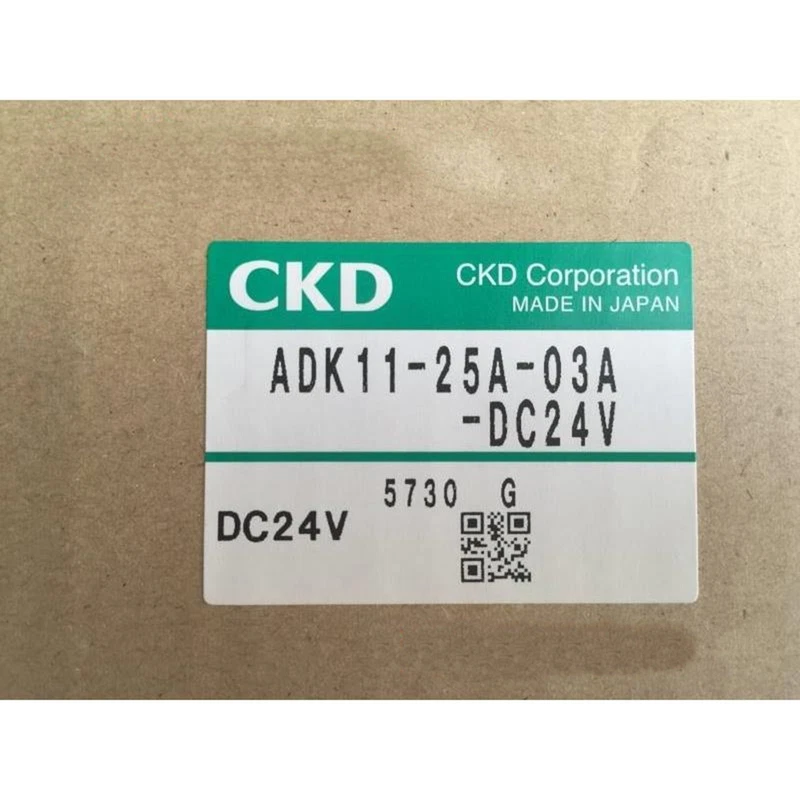 CKD
CKD Corporation
MADE IN JAPAN
ADK11-25A-03A
-DC24V
5730 G
DC24V